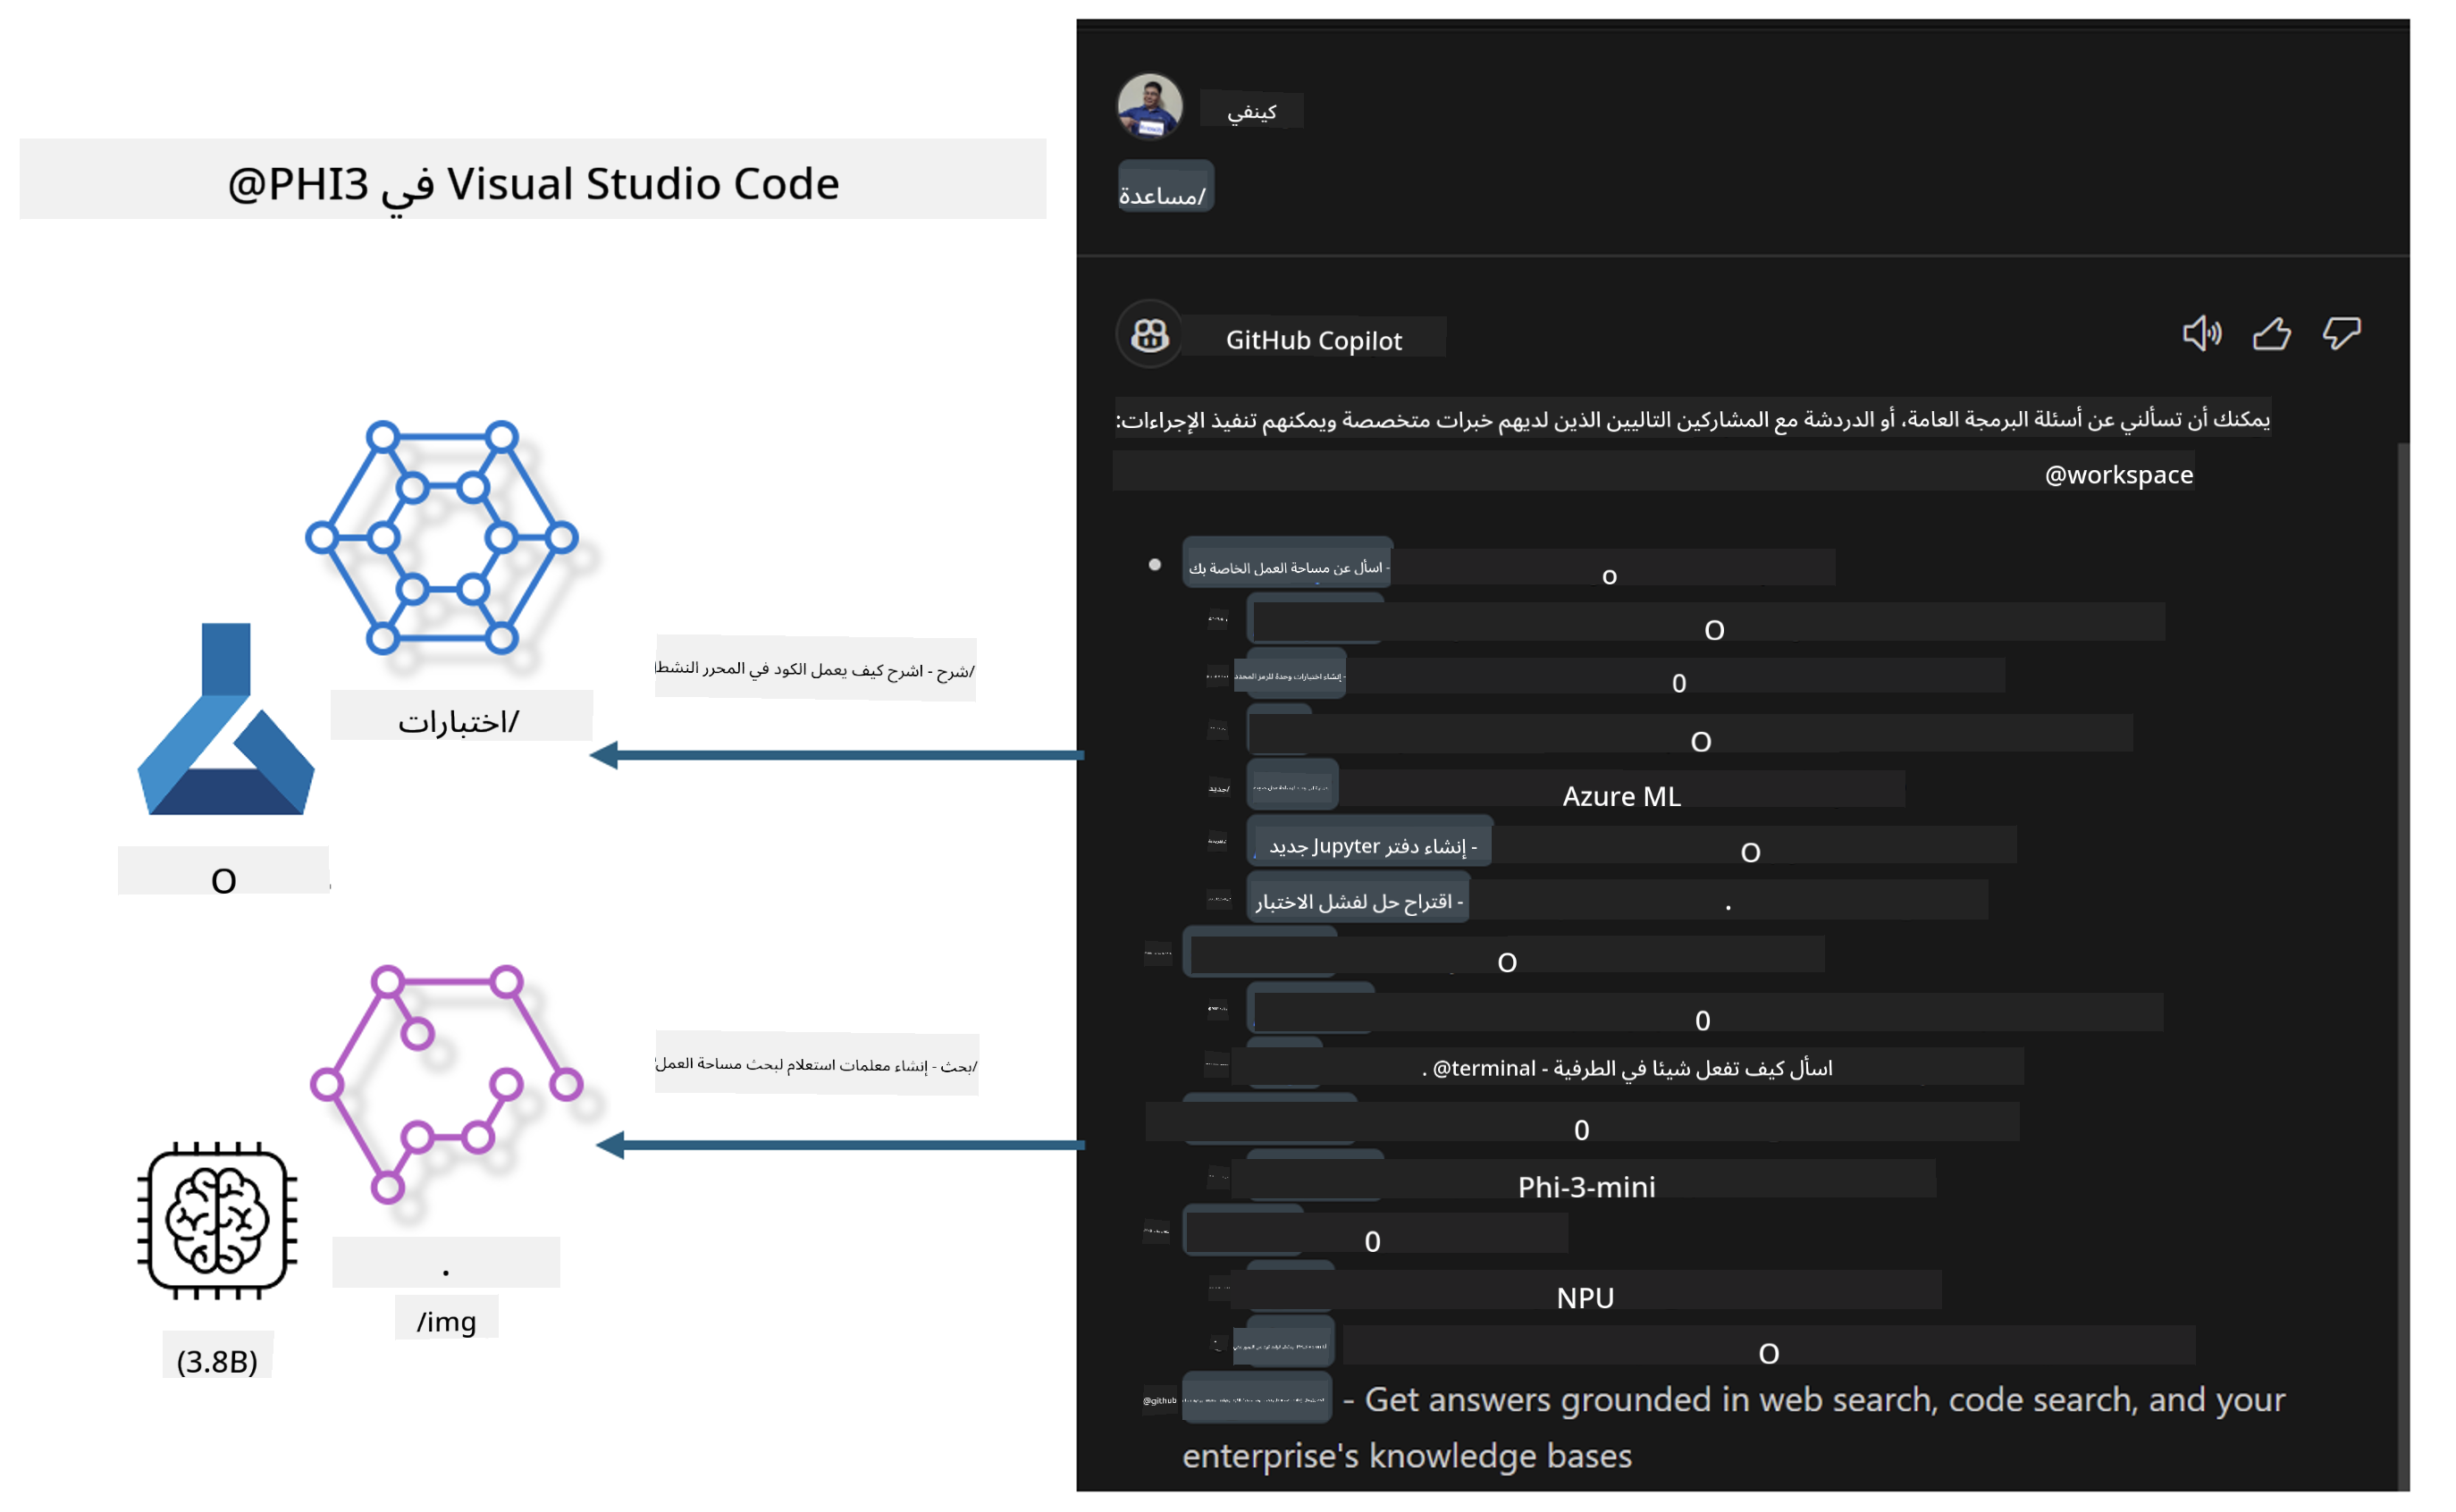 @PHI3 في Visual Studio Code
/شرح - اشرح كيف يعمل الكود في المحرر النشط
/اختبارات
O
/بحث - إنشاء معلمات استعلام لبحث مساحة العمل
.
/img
(3.8B)
كينفي
/مساعدة
GitHub Copilot
يمكنك أن تسألني عن أسئلة البرمجة العامة، أو الدردشة مع المشاركين التاليين الذين لديهم خبرات متخصصة ويمكنهم تنفيذ الإجراءات:
@workspace
- اسأل عن مساحة العمل الخاصة بك o
O
- إنشاء اختبارات وحدة للرمز المحدد 0
O
/جديد Azure ML
- إنشاء دفتر Jupyter جديد O
- اقتراح حل لفشل الاختبار .
O
0
اسأل كيف تفعل شيئا في الطرفية - @terminal .
0
Phi-3-mini
0
NPU
O
@github - Get answers grounded in web search, code search, and your
enterprise's knowledge bases